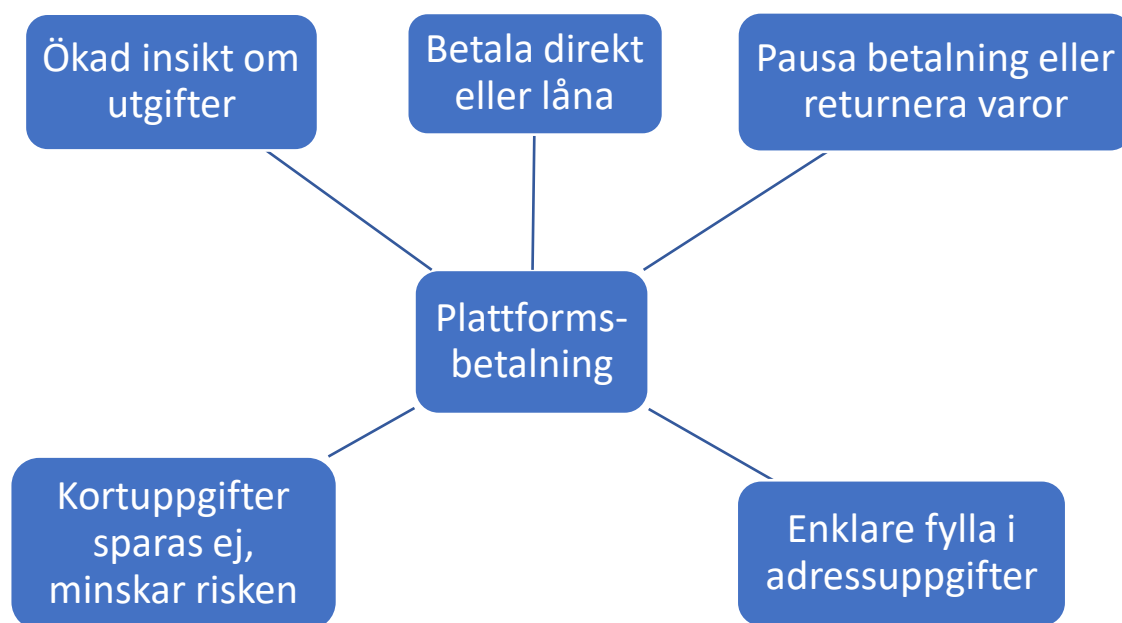 Ökad insikt om
utgifter
Betala direkt
eller låna
Pausa betalning eller
returnera varor
Plattforms-
betalning
Kortuppgifter
sparas ej,
minskar risken
Enklare fylla i
adressuppgifter